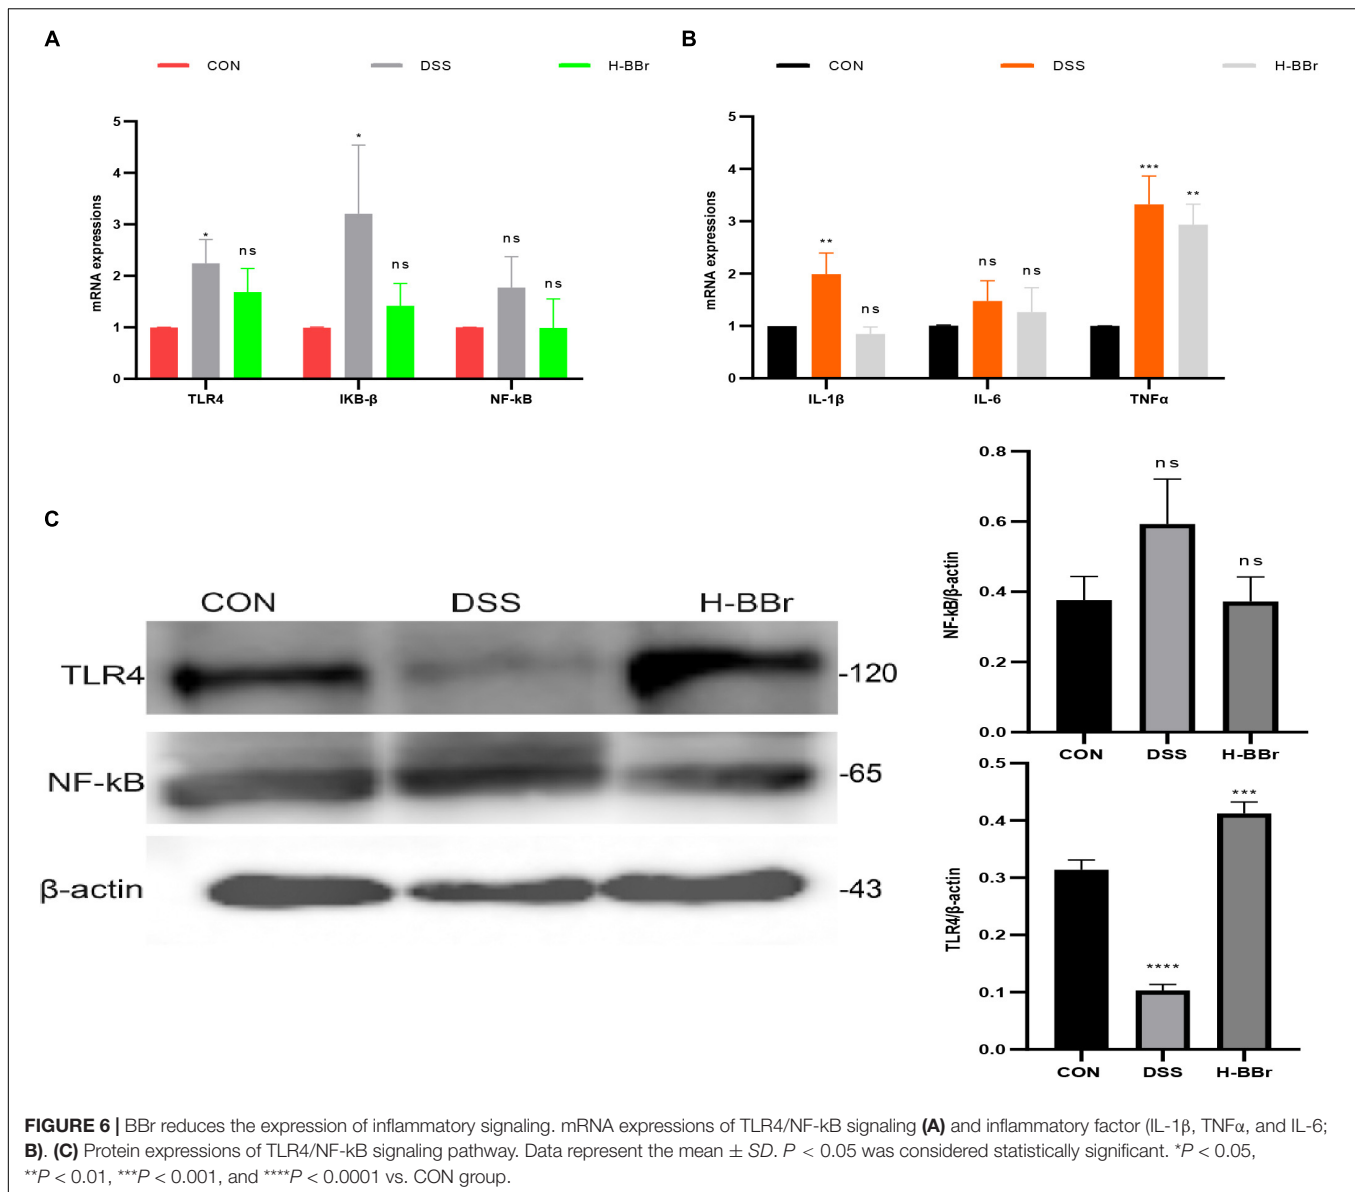 A
CON DSS H-BBr
mRNA expressions
5
4
3
2
1
0
* ns
* ns
ns ns
TLR4 IKB-β NF-kB
B
CON DSS H-BBr
mRNA expressions
5
4
3
2
1
0
** ns
ns ns
*** **
IL-1β IL-6 TNFα
C
CON DSS H-BBr
TLR4 -120
NF-kB -65
β-actin -43
NF-kB/β-actin
0.8
0.6
0.4
0.2
0.0
ns
ns
CON DSS H-BBr
TLR4/β-actin
0.5
0.4
0.3
0.2
0.1
0.0
****
***
CON DSS H-BBr
FIGURE 6 | BBr reduces the expression of inflammatory signaling. mRNA expressions of TLR4/NF-kB signaling (A) and inflammatory factor (IL-1β, TNFα, and IL-6;
B). (C) Protein expressions of TLR4/NF-kB signaling pathway. Data represent the mean ± SD. P < 0.05 was considered statistically significant. *P < 0.05,
**P < 0.01, ***P < 0.001, and ****P < 0.0001 vs. CON group.